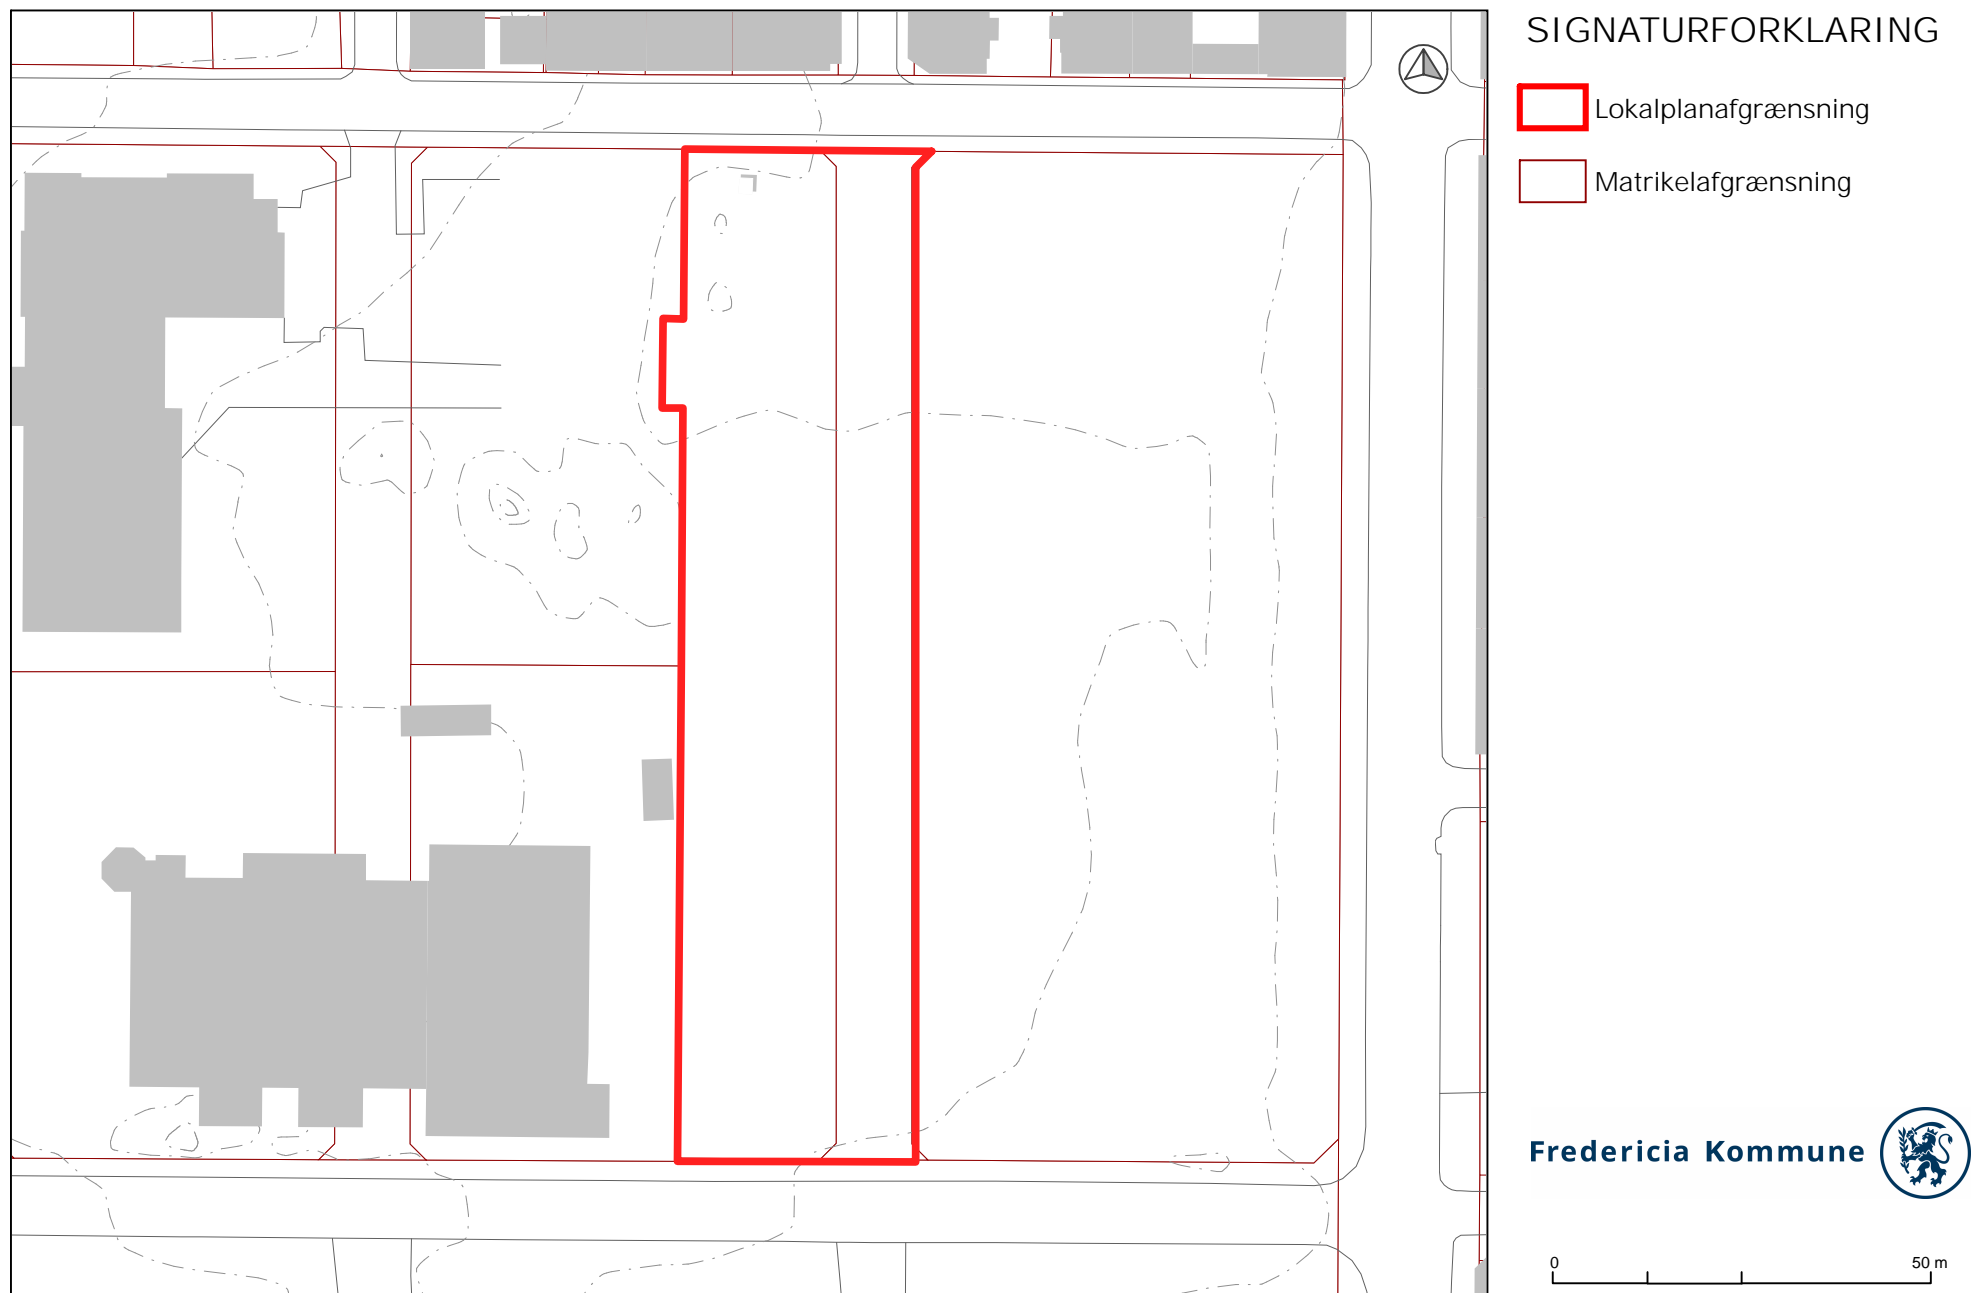 SIGNATURFORKLARING
Lokalplanafgrænsning
Matrikelafgrænsning
Fredericia Kommune
0 50 m